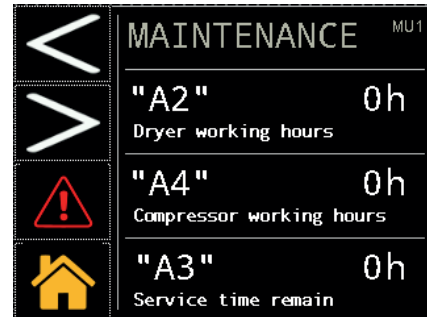 MAINTENANCE MU1
"A2" 0h
Dryer working hours
"A4" 0h
Compressor working hours
"A3" 0h
Service time remain